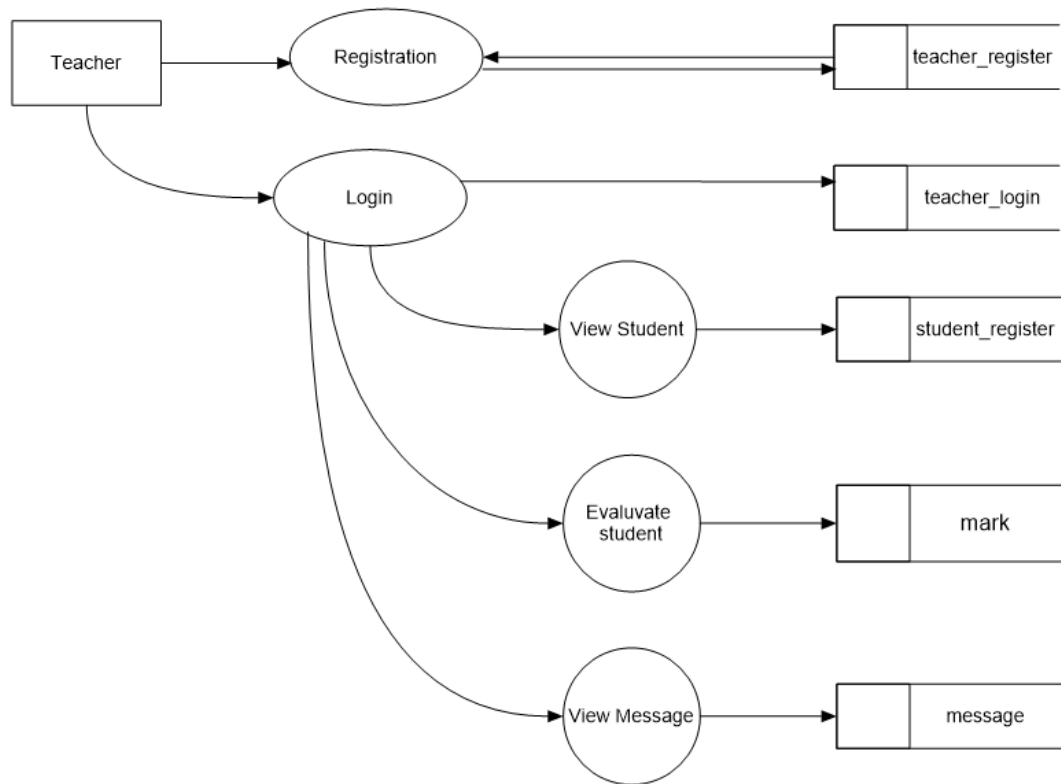 Teacher
Registration
teacher_register
Login
teacher_login
View Student
student_register
Evaluvate
student
mark
View Message
message